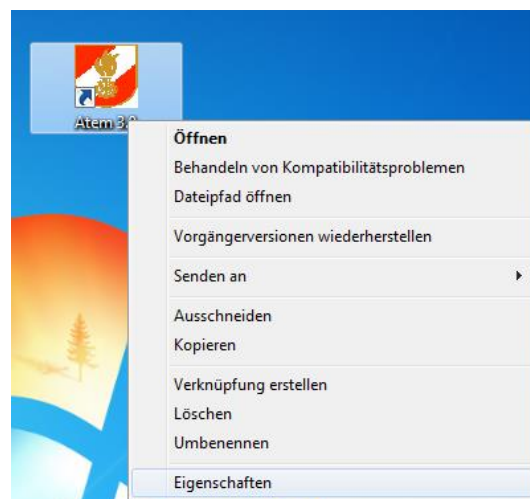 Atem 3.0
Öffnen
Behandeln von Kompatibilitätsproblemen
Dateipfad öffnen
Vorgängerversionen wiederherstellen
Senden an
Ausschneiden
Kopieren
Verknüpfung erstellen
Löschen
Umbenennen
Eigenschaften